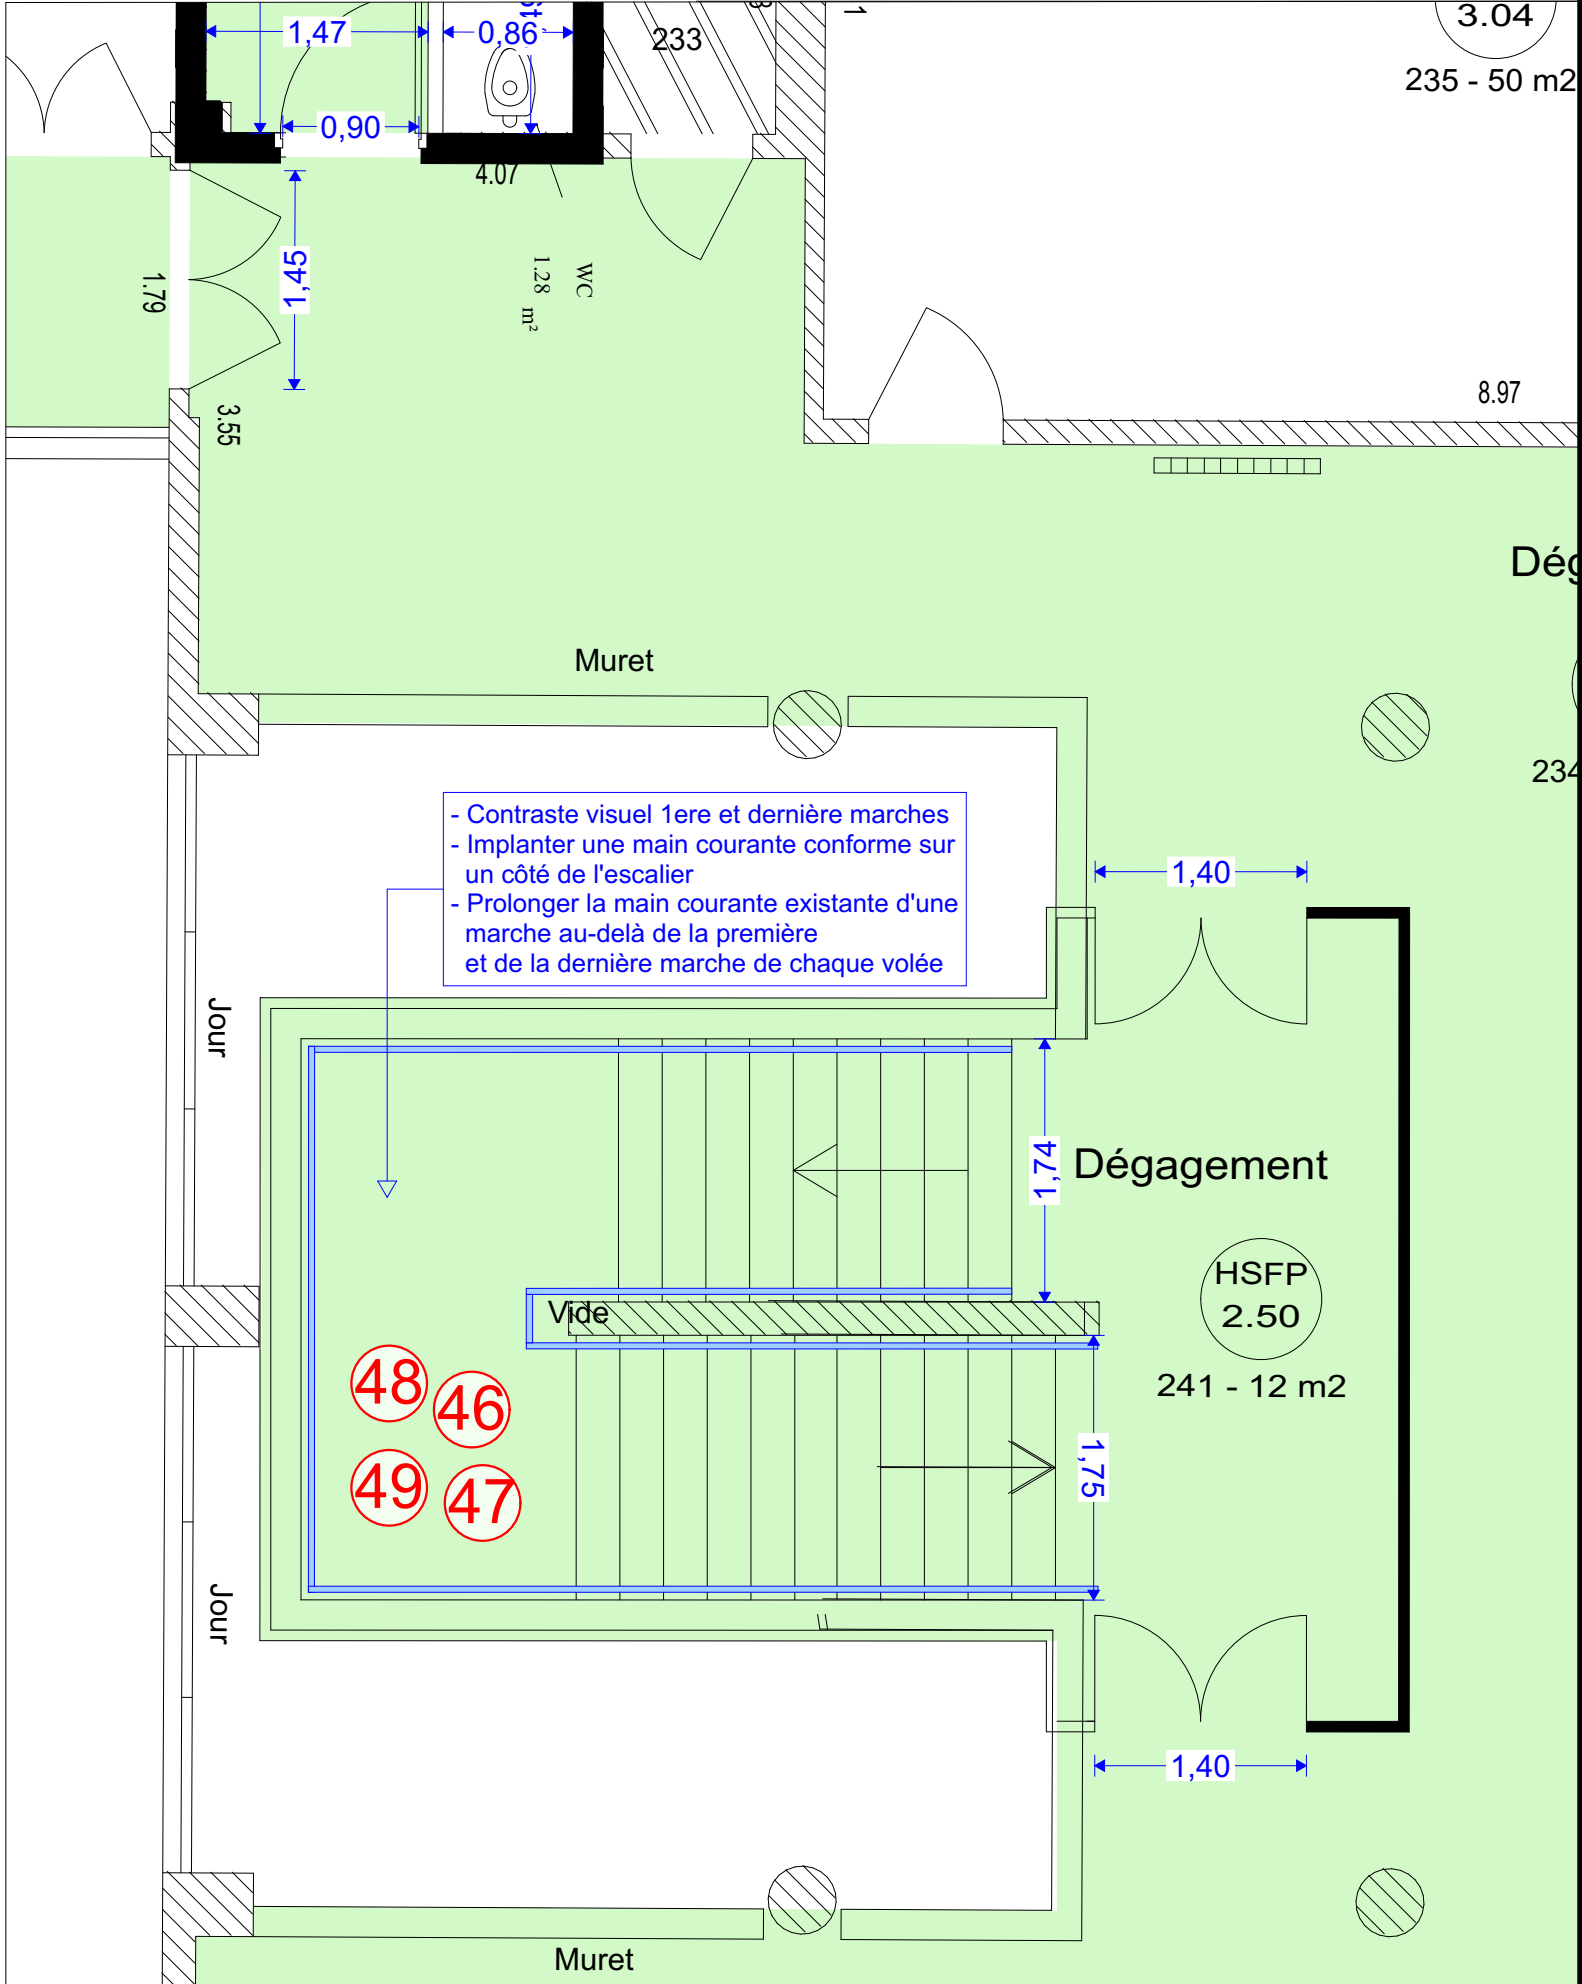 1,47
0,86
233
3.04
235 - 50 m2
0,90
4.07
1,45
1.79
WC
1.28 m²
3.55
8.97
Muret
234
- Contraste visuel 1ere et dernière marches
- Implanter une main courante conforme sur
un côté de l'escalier
- Prolonger la main courante existante d'une
marche au-delà de la première
et de la dernière marche de chaque volée
1,40
Jour
1,74
Dégagement
HSFP
2.50
241 - 12 m2
Vide
48
46
49
47
1,75
Jour
1,40
Muret